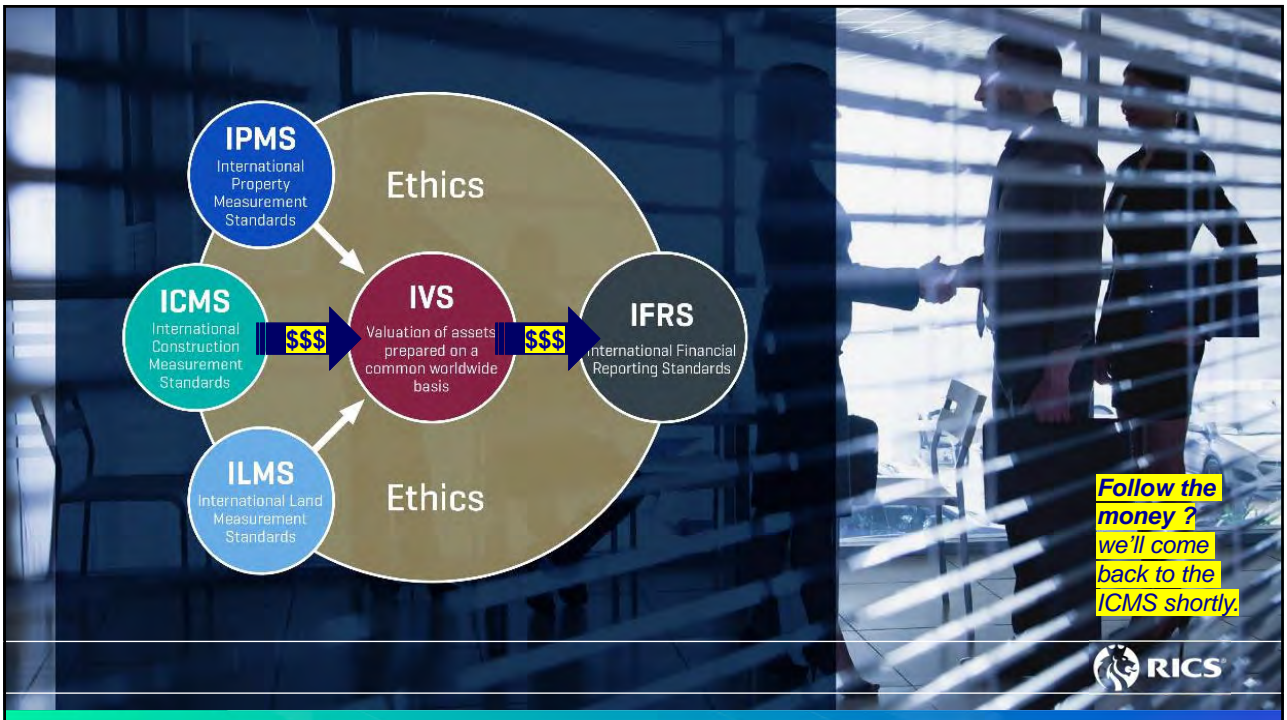 IPMS
International
Property
Measurement
Standards
Ethics
ICMS
International
Construction
Measurement
Standards
$$$
IVS
Valuation of assets
prepared on a
common worldwide
basis
$$$
IFRS
International Financial
Reporting Standards
ILMS
International Land
Measurement
Standards
Ethics
Follow the
money ?
we'll come
back to the
ICMS shortly.
RICS